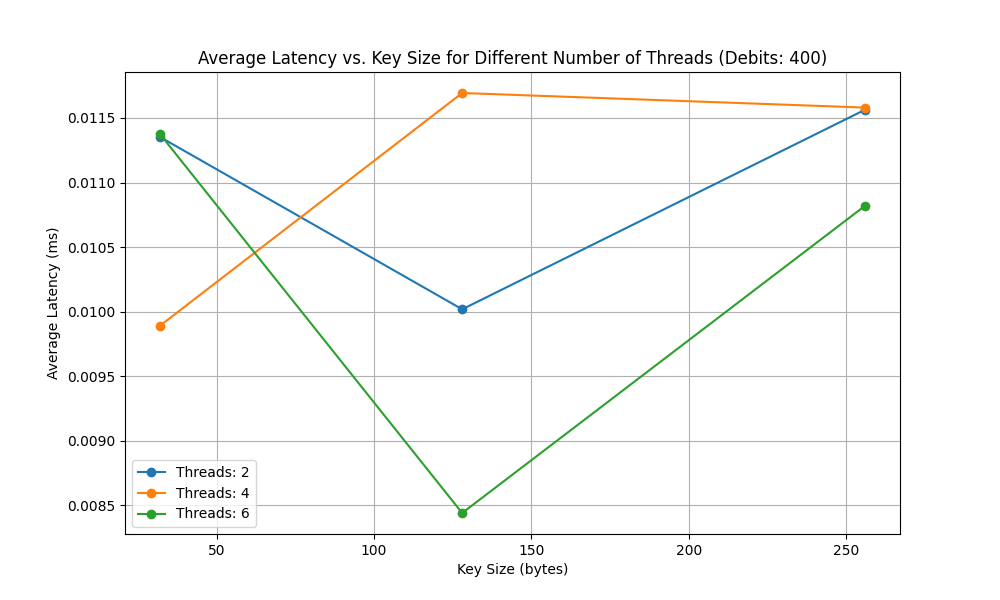 Average Latency vs. Key Size for Different Number of Threads (Debits: 400)
Average Latency (ms)
0.0115
0.0110
0.0105
0.0100
0.0095
0.0090
0.0085
Threads: 2
Threads: 4
Threads: 6
50 100 150 200 250
Key Size (bytes)